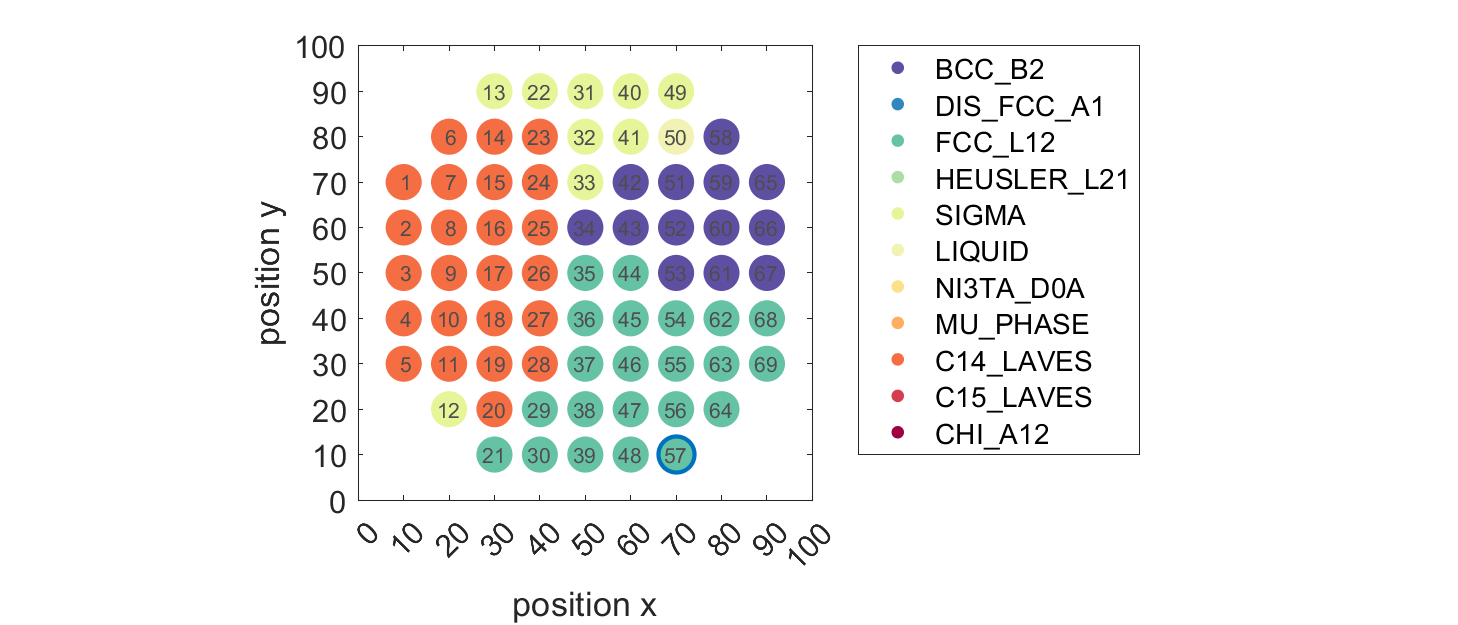 100
90
80
70
60
50
40
30
20
10
0
position y
13 22 31 40 49
6 14 23 32 41 50 58
1 7 15 24 33 42 51 59 65
2 8 16 25 34 43 52 60 66
3 9 17 26 35 44 53 61 67
4 10 18 27 36 45 54 62 68
5 11 19 28 37 46 55 63 69
12 20 29 38 47 56 64
21 30 39 48 57
0 10 20 30 40 50 60 70 80 90 100
position x
BCC_B2
DIS_FCC_A1
FCC_L12
HEUSLER_L21
SIGMA
LIQUID
NI3TA_D0A
MU_PHASE
C14_LAVES
C15_LAVES
CHI_A12